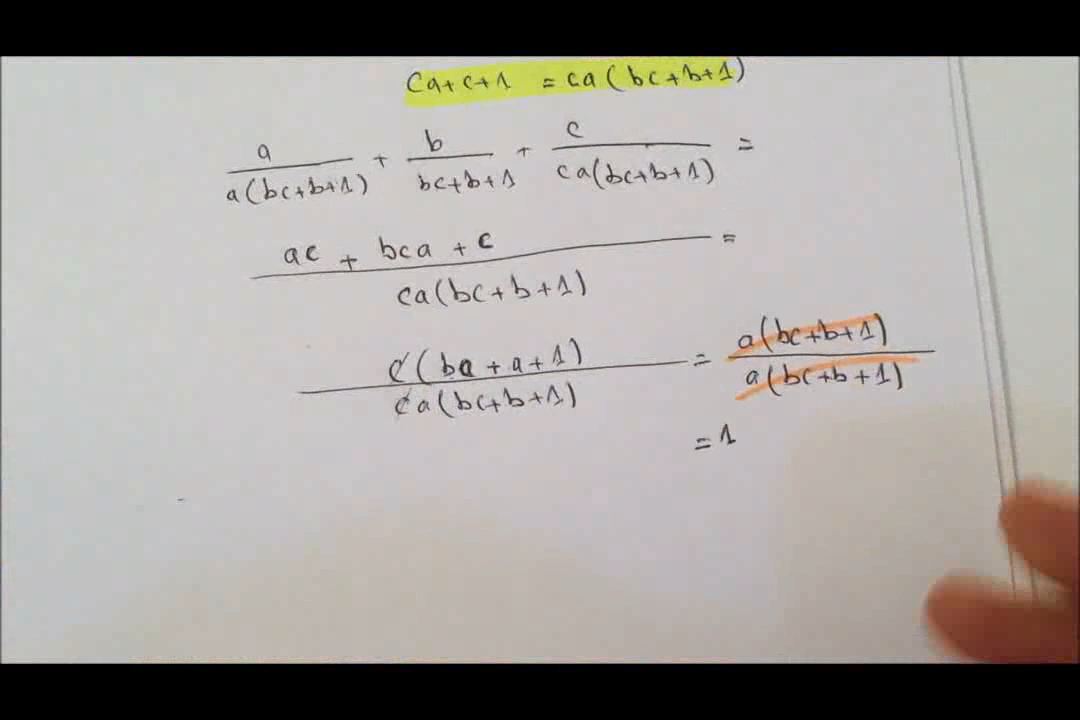 ca+c+1 = ca(bc+b+1)
a/a(bc+b+1) + b/bc+b+1 + c/ca(bc+b+1) =
ac + bca + c/ca(bc+b+1) =
c(ba + a + 1)/ca(bc+b+1) = a(bc+b+1)/a(bc+b+1)
= 1